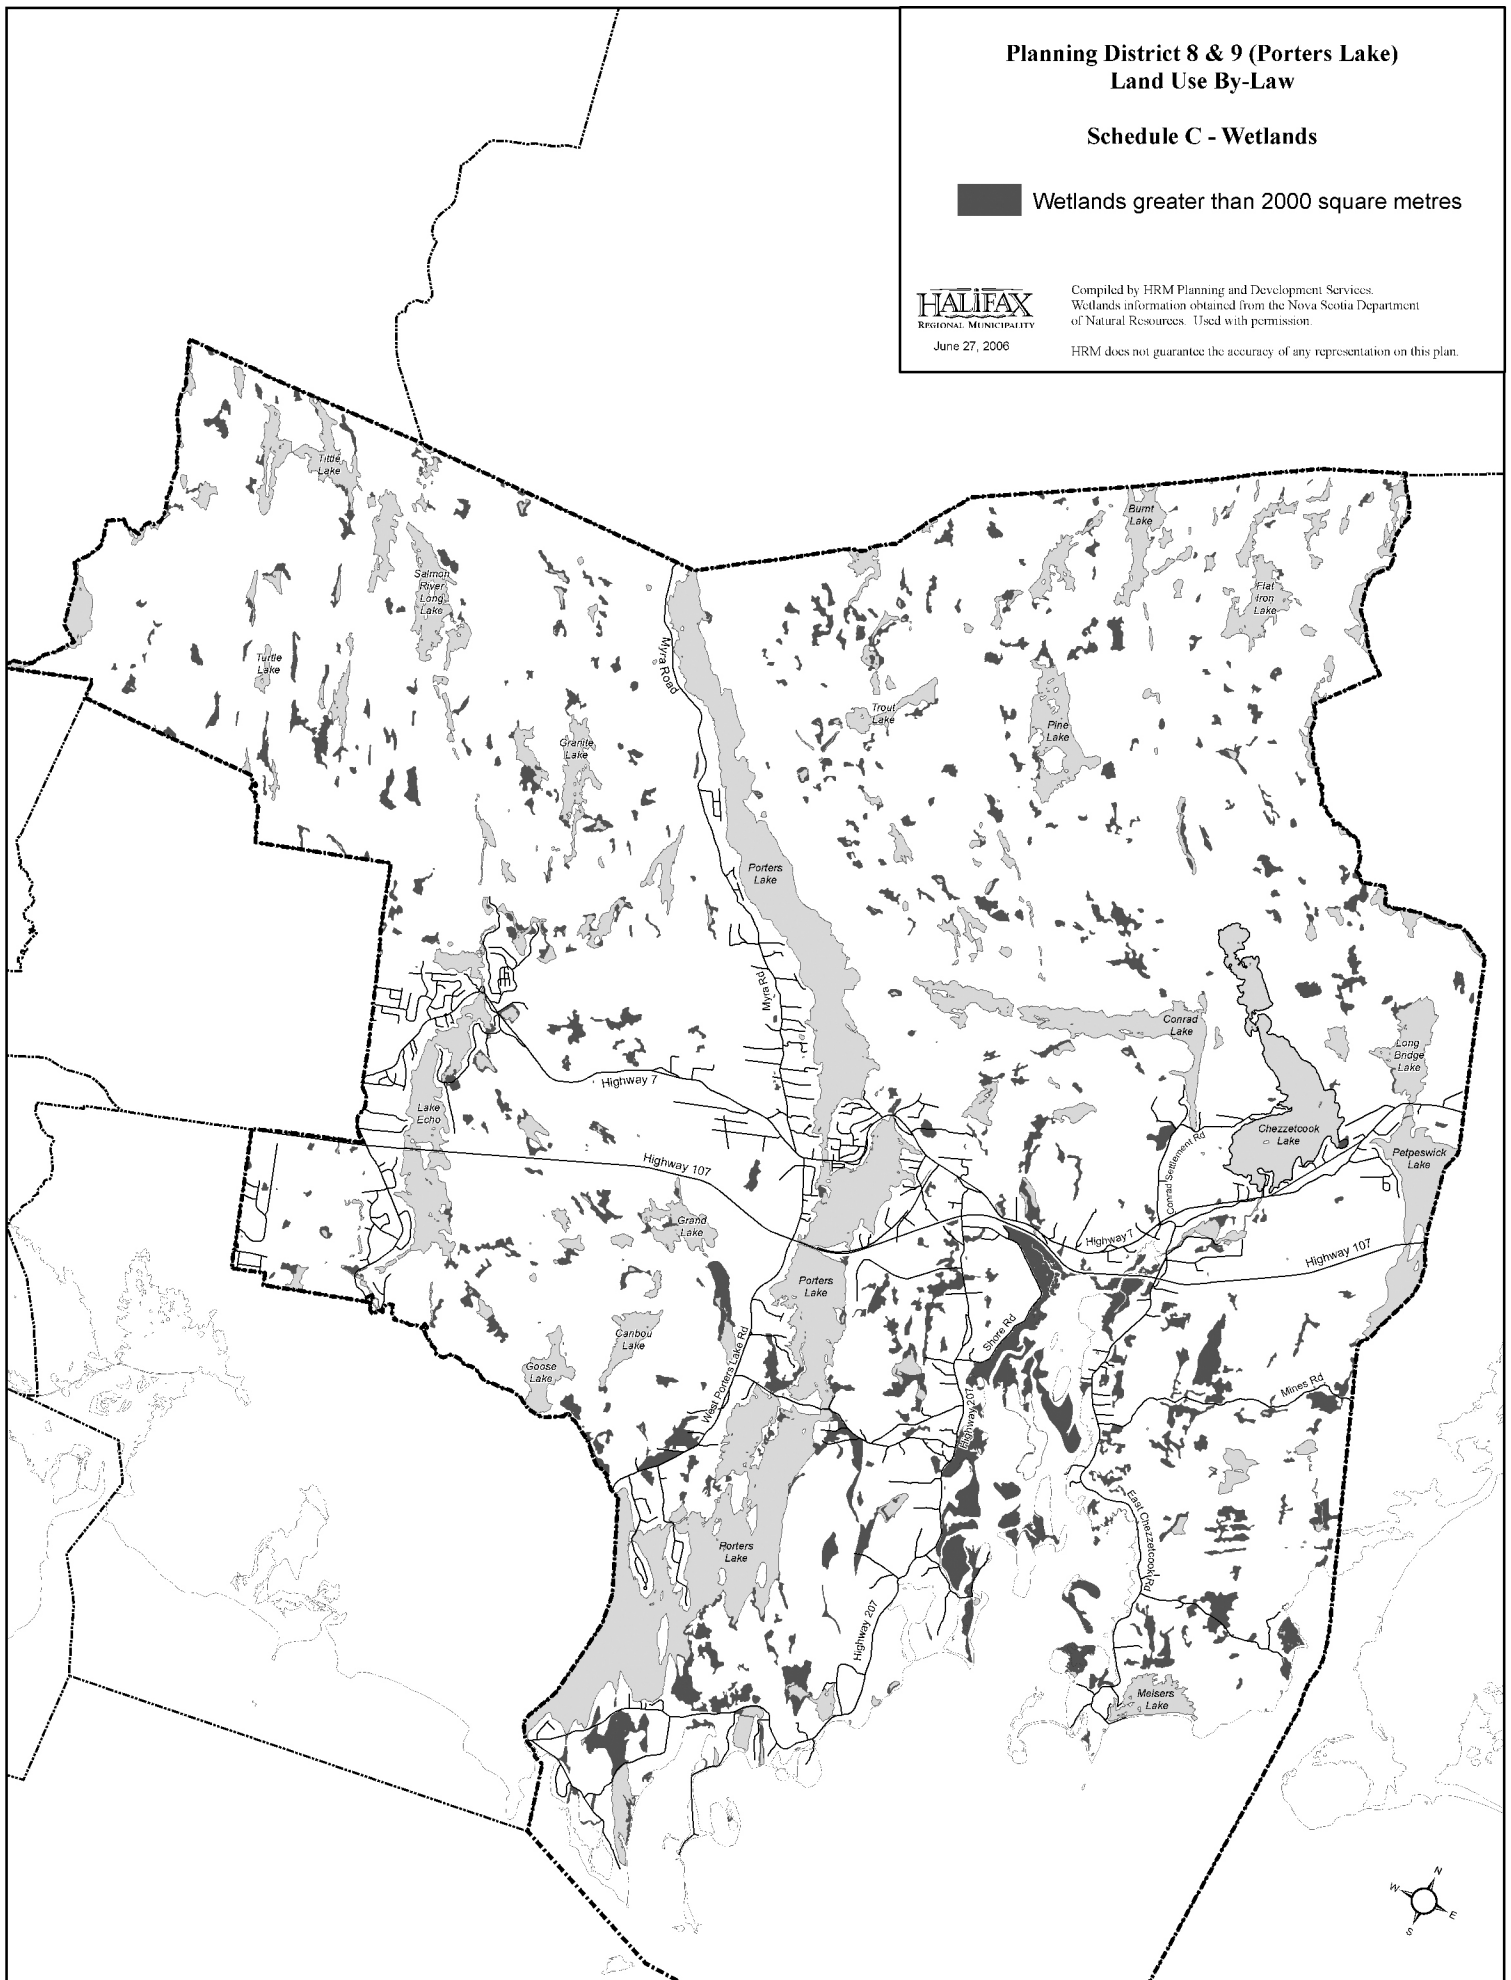 Planning District 8 & 9 (Porters Lake)
Land Use By-Law
Schedule C - Wetlands
Wetlands greater than 2000 square metres
HALIFAX
REGIONAL MUNICIPALITY
June 27, 2006
Compiled by HRM Planning and Development Services.
Wetlands information obtained from the Nova Scotia Department
of Natural Resources. Used with permission.
HRM does not guarantee the accuracy of any representation on this plan.
Tittle
Lake
Burnt
Lake
Salmon
River
Long
Lake
Flat
Iron
Lake
Turtle
Lake
Myra Road
Trout
Lake
Pine
Lake
Granite
Lake
Porters
Lake
Myra Rd
Conrad
Lake
Long
Bridge
Lake
Highway 7
Lake
Echo
Chezzetcook
Lake
Conrad Settlement Rd
Petpeswick
Lake
Highway 107
Grand
Lake
Highway 7
Highway 107
Porters
Lake
Shore Rd
Caribou
Lake
Goose
Lake
West Porters Lake Rd
Mines Rd
Highway 207
East Chezzetcook Rd
Porters
Lake
Highway 207
Meisers
Lake
N
W
E
S